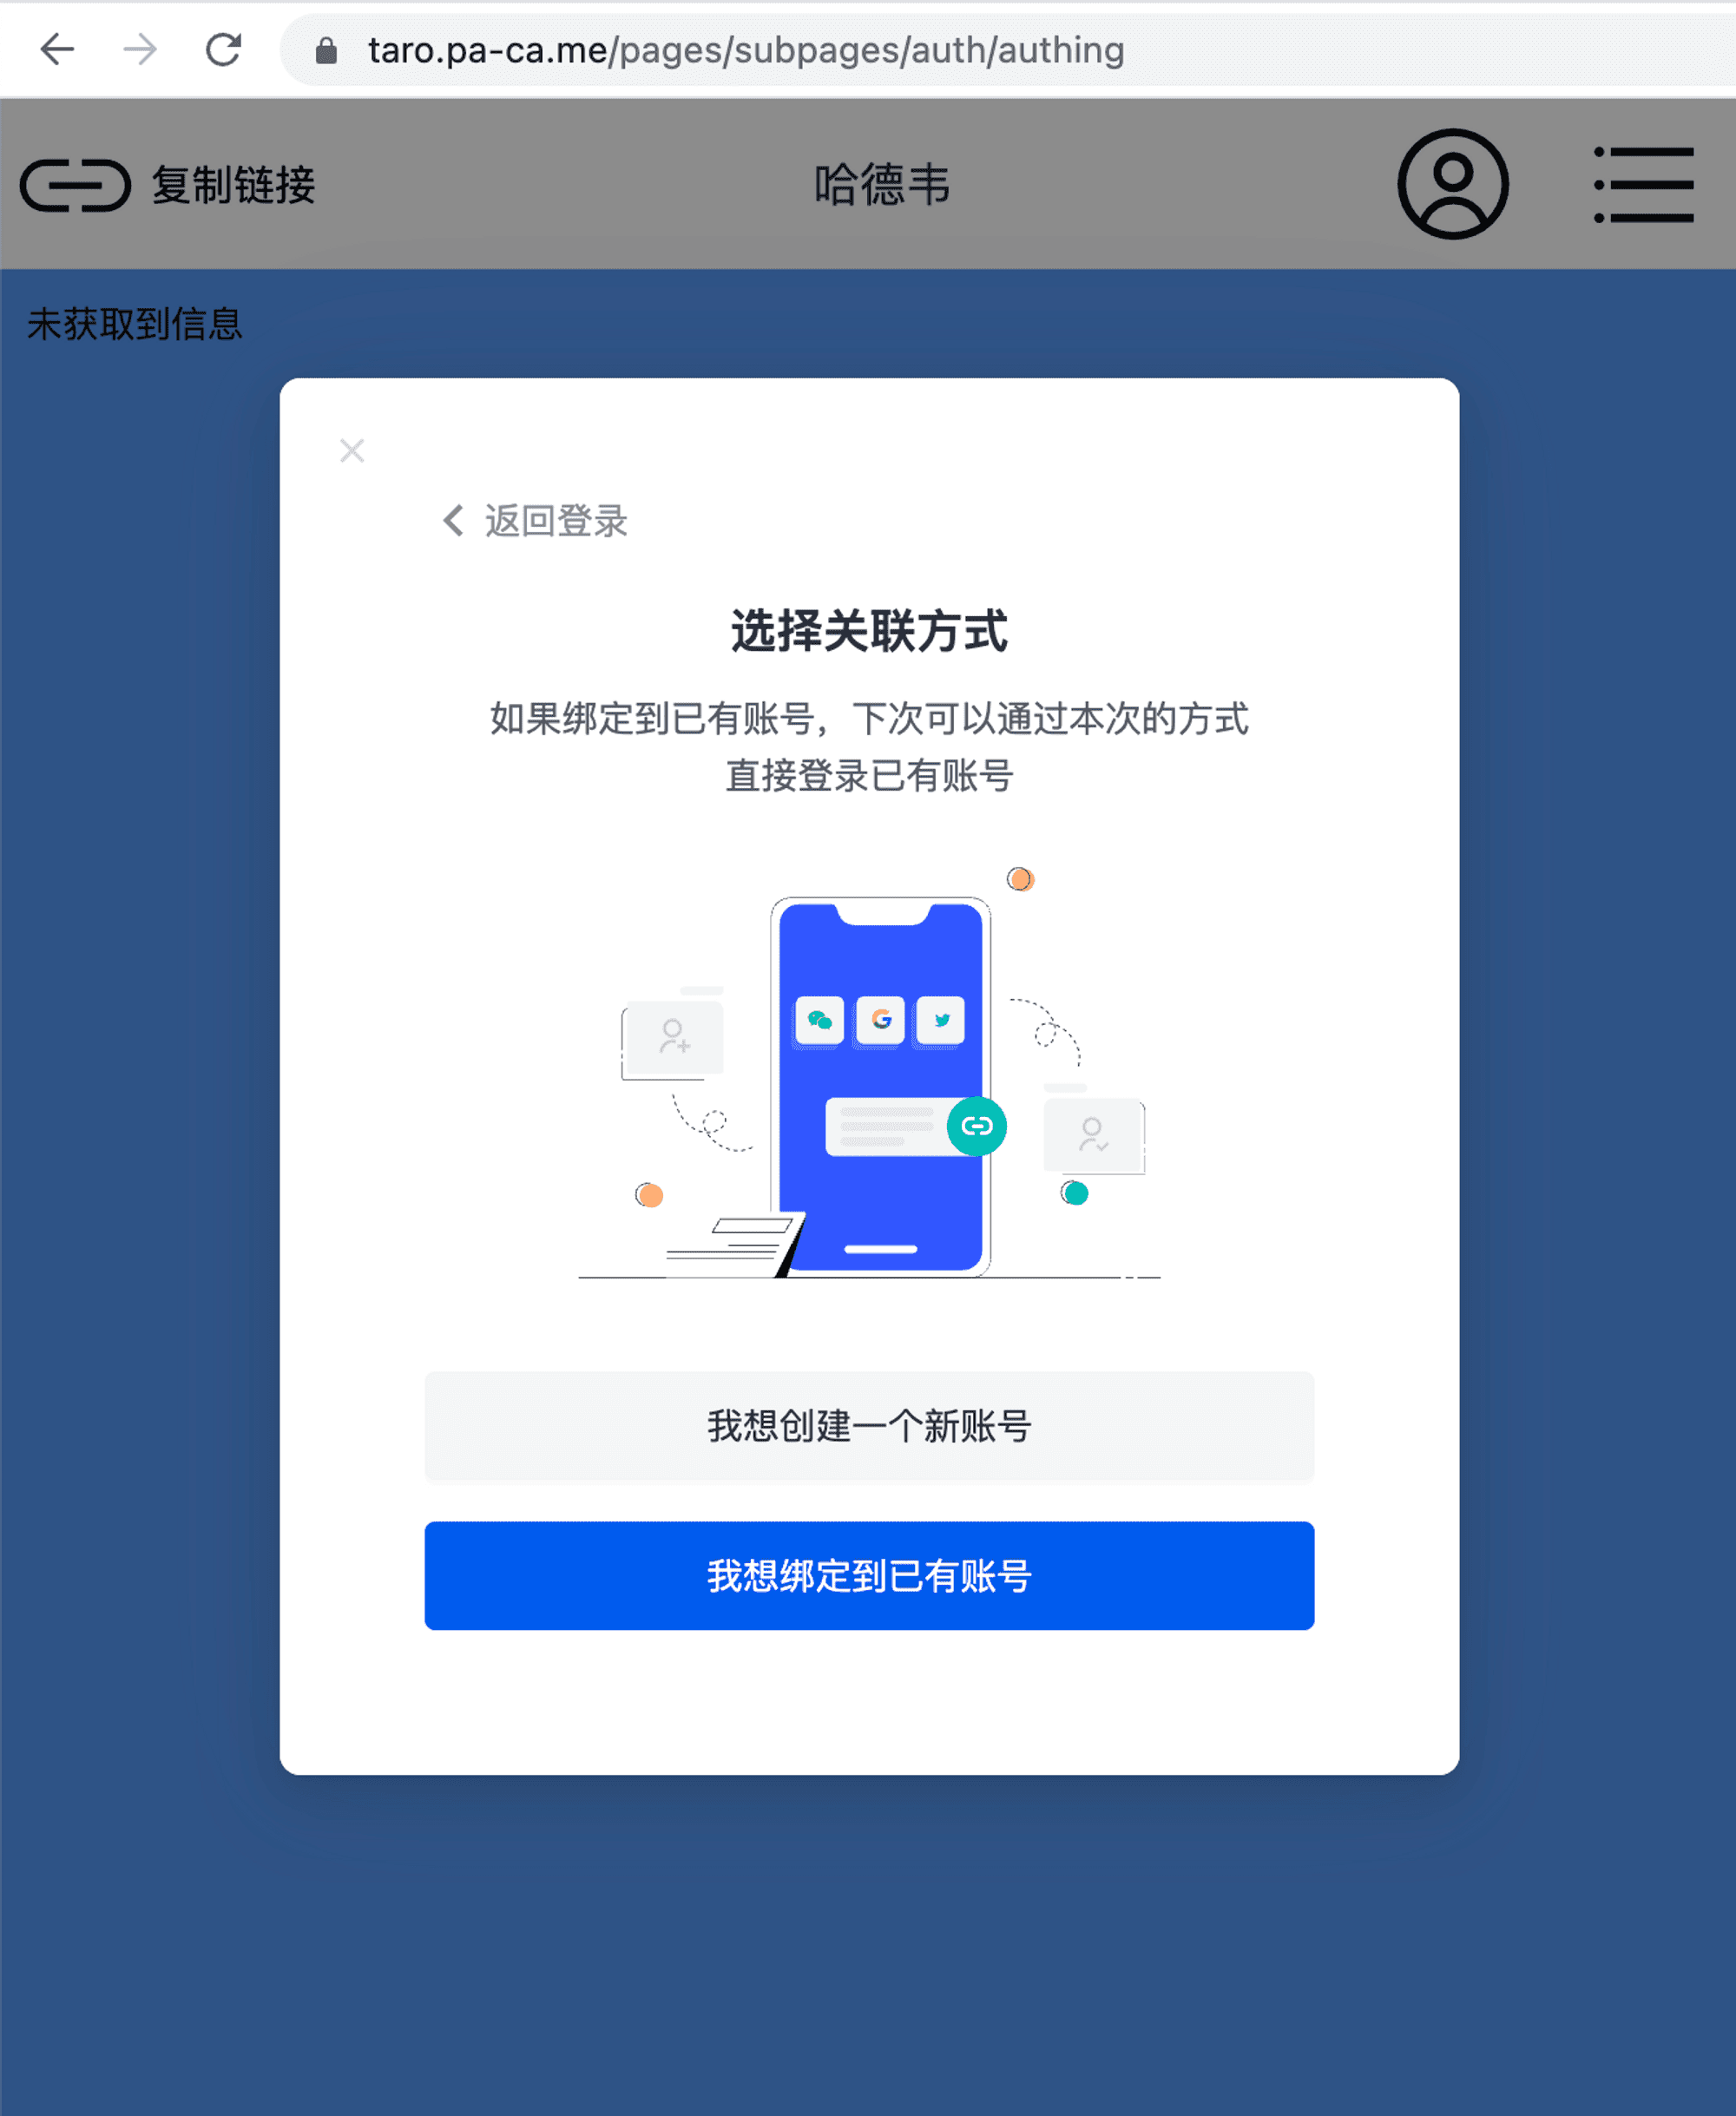 taro.pa-ca.me/pages/subpages/auth/authing
复制链接
哈德韦
未获取到信息
返回登录
选择关联方式
如果绑定到已有账号，下次可以通过本次的方式
直接登录已有账号
我想创建一个新账号
我想绑定到已有账号